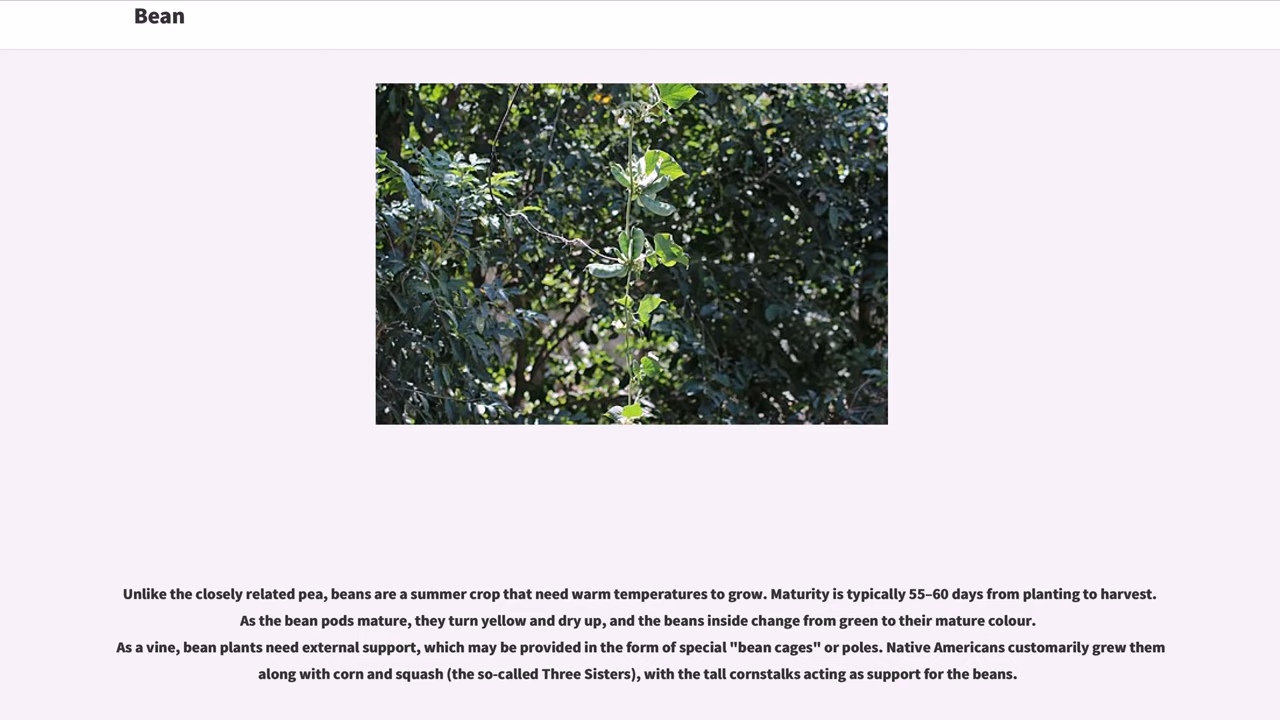 Bean
Unlike the closely related pea, beans are a summer crop that need warm temperatures to grow. Maturity is typically 55–60 days from planting to harvest.
As the bean pods mature, they turn yellow and dry up, and the beans inside change from green to their mature colour.
As a vine, bean plants need external support, which may be provided in the form of special "bean cages" or poles. Native Americans customarily grew them
along with corn and squash (the so-called Three Sisters), with the tall cornstalks acting as support for the beans.